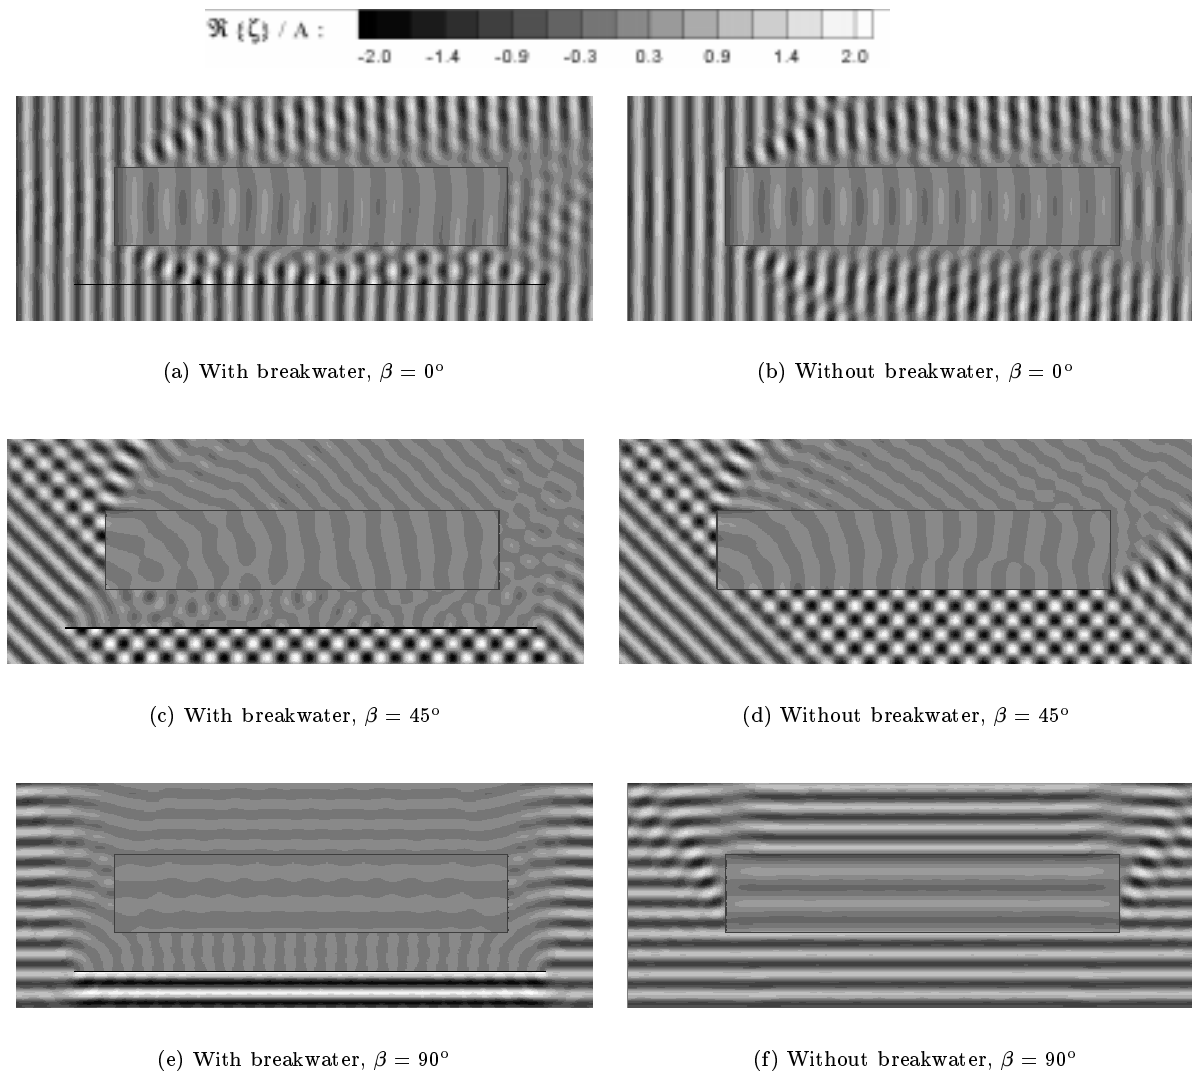 ℜ {ζ} / A :
-2.0 -1.4 -0.9 -0.3 0.3 0.9 1.4 2.0
(a) With breakwater, β = 0°
(b) Without breakwater, β = 0°
(c) With breakwater, β = 45°
(d) Without breakwater, β = 45°
(e) With breakwater, β = 90°
(f) Without breakwater, β = 90°